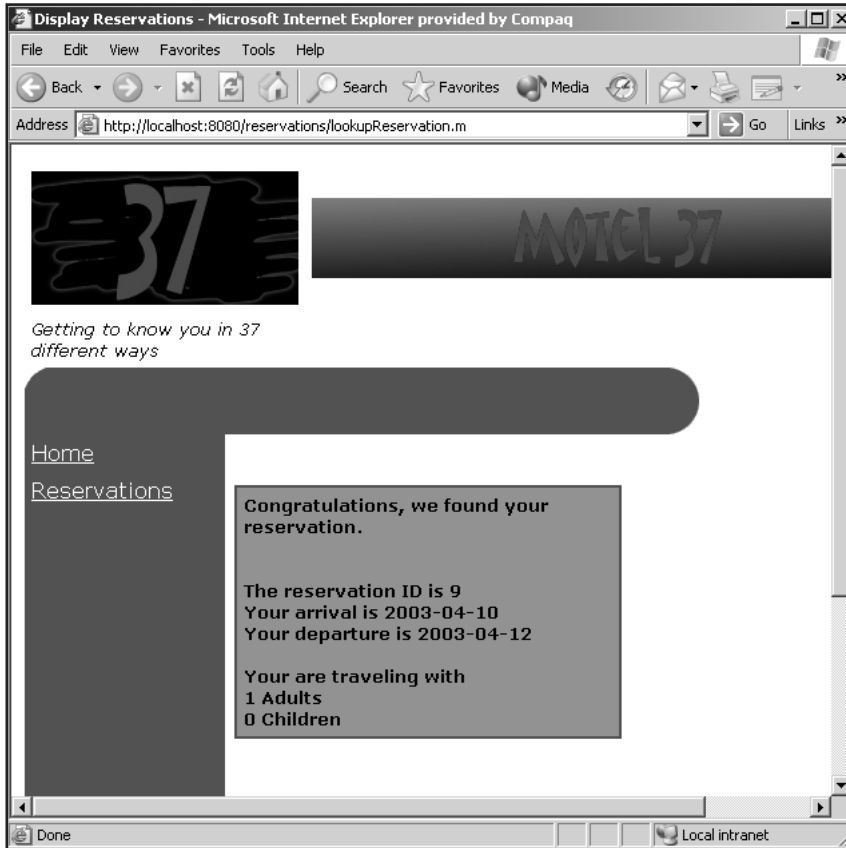 Display Reservations - Microsoft Internet Explorer provided by Compaq
File Edit View Favorites Tools Help
Back Search Favorites Media »
Address http://localhost:8080/reservations/lookupReservation.m Go Links »
37
MOTEL 37
Getting to know you in 37
different ways
Home
Reservations
Congratulations, we found your
reservation.
The reservation ID is 9
Your arrival is 2003-04-10
Your departure is 2003-04-12
Your are traveling with
1 Adults
0 Children
Done Local intranet